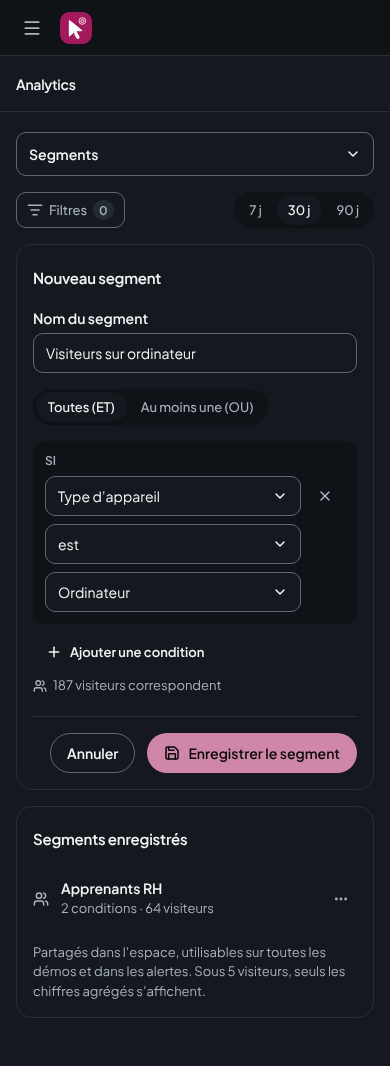 Analytics
Segments
Filtres 0
7 j 30 j 90 j
Nouveau segment
Nom du segment
Visiteurs sur ordinateur
Toutes (ET) Au moins une (OU)
SI
Type d'appareil
est
Ordinateur
Ajouter une condition
187 visiteurs correspondent
Annuler Enregistrer le segment
Segments enregistrés
Apprenants RH
2 conditions · 64 visiteurs
Partagés dans l'espace, utilisables sur toutes les
démos et dans les alertes. Sous 5 visiteurs, seuls les
chiffres agrégés s'affichent.